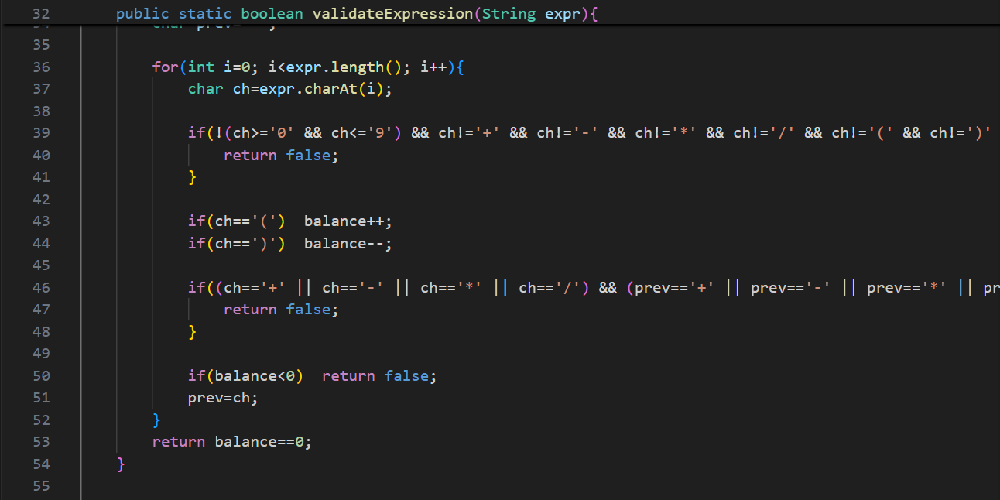 32 public static boolean validateExpression(String expr){
35
36 for(int i=0; i<expr.length(); i++){
37 char ch=expr.charAt(i);
38
39 if(!(ch>='0' && ch<='9') && ch!='+' && ch!='-' && ch!='*' && ch!='/' && ch!='(' && ch!=')'
40 return false;
41 }
42
43 if(ch=='(')  balance++;
44 if(ch==')')  balance--;
45
46 if((ch=='+' || ch=='-' || ch=='*' || ch=='/') && (prev=='+' || prev=='-' || prev=='*' || pr
47 return false;
48 }
49
50 if(balance<0)  return false;
51 prev=ch;
52 }
53 return balance==0;
54 }
55